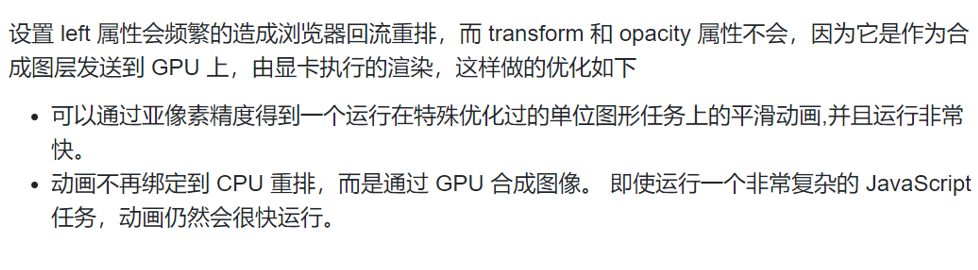 设置 left 属性会频繁的造成浏览器回流重排，而 transform 和 opacity 属性不会，因为它是作为合
成图层发送到 GPU 上，由显卡执行的渲染，这样做的优化如下
• 可以通过亚像素精度得到一个运行在特殊优化过的单位图形任务上的平滑动画,并且运行非常
快。
• 动画不再绑定到 CPU 重排，而是通过 GPU 合成图像。 即使运行一个非常复杂的 JavaScript
任务，动画仍然会很快运行。